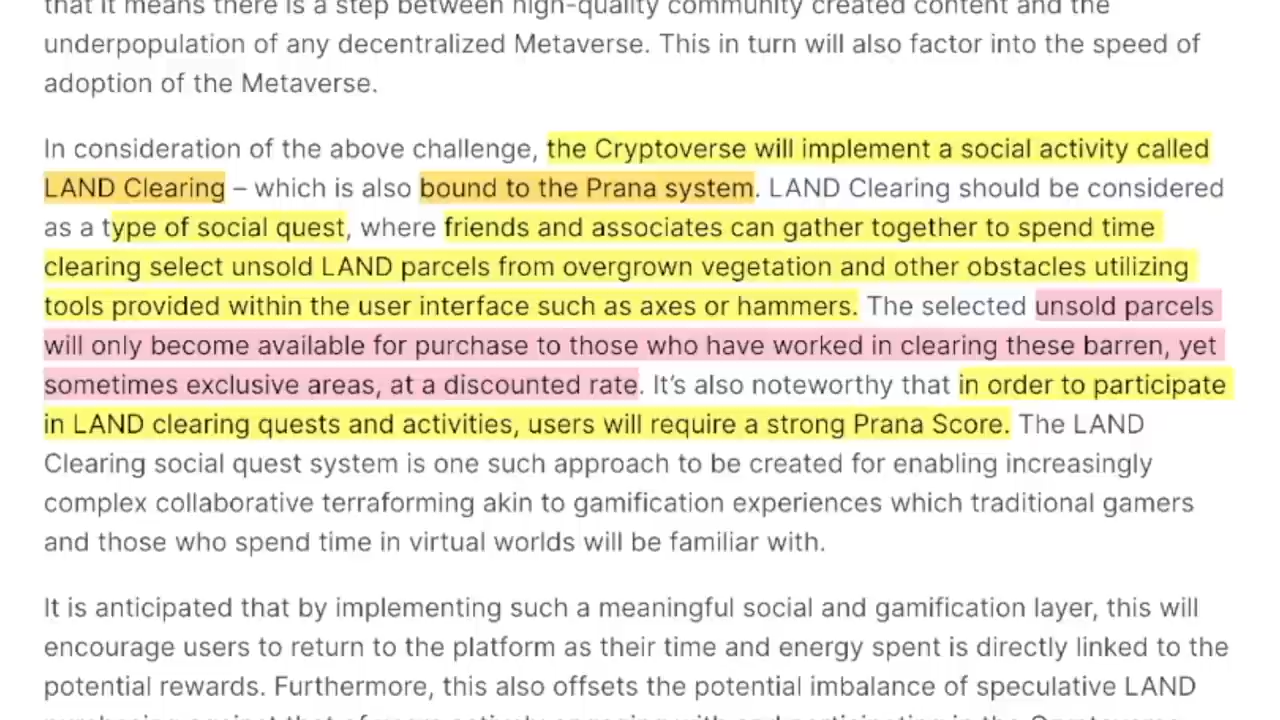 that it means there is a step between high-quality community created content and the
underpopulation of any decentralized Metaverse. This in turn will also factor into the speed of
adoption of the Metaverse.
In consideration of the above challenge, the Cryptoverse will implement a social activity called
LAND Clearing – which is also bound to the Prana system. LAND Clearing should be considered
as a type of social quest, where friends and associates can gather together to spend time
clearing select unsold LAND parcels from overgrown vegetation and other obstacles utilizing
tools provided within the user interface such as axes or hammers. The selected unsold parcels
will only become available for purchase to those who have worked in clearing these barren, yet
sometimes exclusive areas, at a discounted rate. It’s also noteworthy that in order to participate
in LAND clearing quests and activities, users will require a strong Prana Score. The LAND
Clearing social quest system is one such approach to be created for enabling increasingly
complex collaborative terraforming akin to gamification experiences which traditional gamers
and those who spend time in virtual worlds will be familiar with.
It is anticipated that by implementing such a meaningful social and gamification layer, this will
encourage users to return to the platform as their time and energy spent is directly linked to the
potential rewards. Furthermore, this also offsets the potential imbalance of speculative LAND